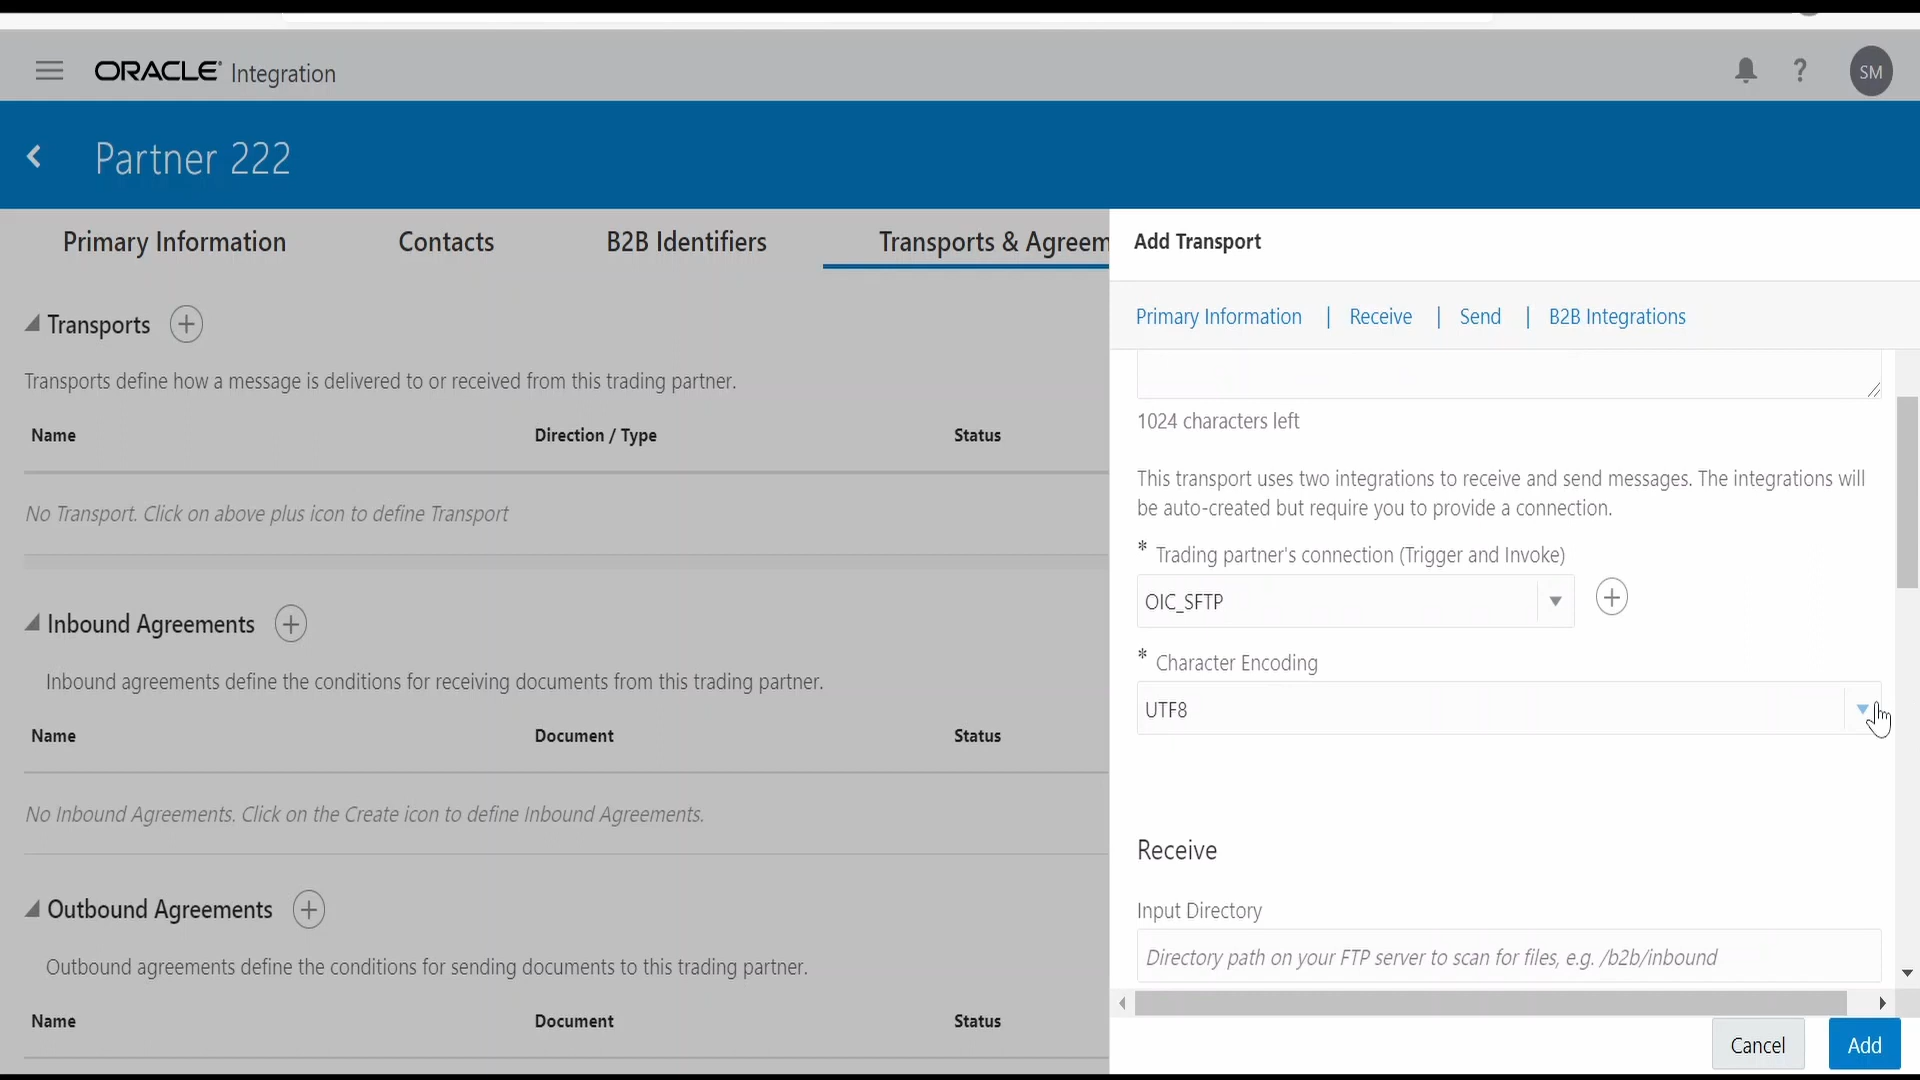 ORACLE Integration
?
SM
Partner 222
Primary Information
Contacts
B2B Identifiers
Transports & Agreem
Transports
Transports define how a message is delivered to or received from this trading partner.
Name
Direction / Type
Status
No Transport. Click on above plus icon to define Transport
Inbound Agreements
Inbound agreements define the conditions for receiving documents from this trading partner.
Name
Document
Status
No Inbound Agreements. Click on the Create icon to define Inbound Agreements.
Outbound Agreements
Outbound agreements define the conditions for sending documents to this trading partner.
Name
Document
Status
Add Transport
Primary Information | Receive | Send | B2B Integrations
1024 characters left
This transport uses two integrations to receive and send messages. The integrations will
be auto-created but require you to provide a connection.
* Trading partner's connection (Trigger and Invoke)
OIC_SFTP
* Character Encoding
UTF8
Receive
Input Directory
Directory path on your FTP server to scan for files, e.g. /b2b/inbound
Cancel
Add